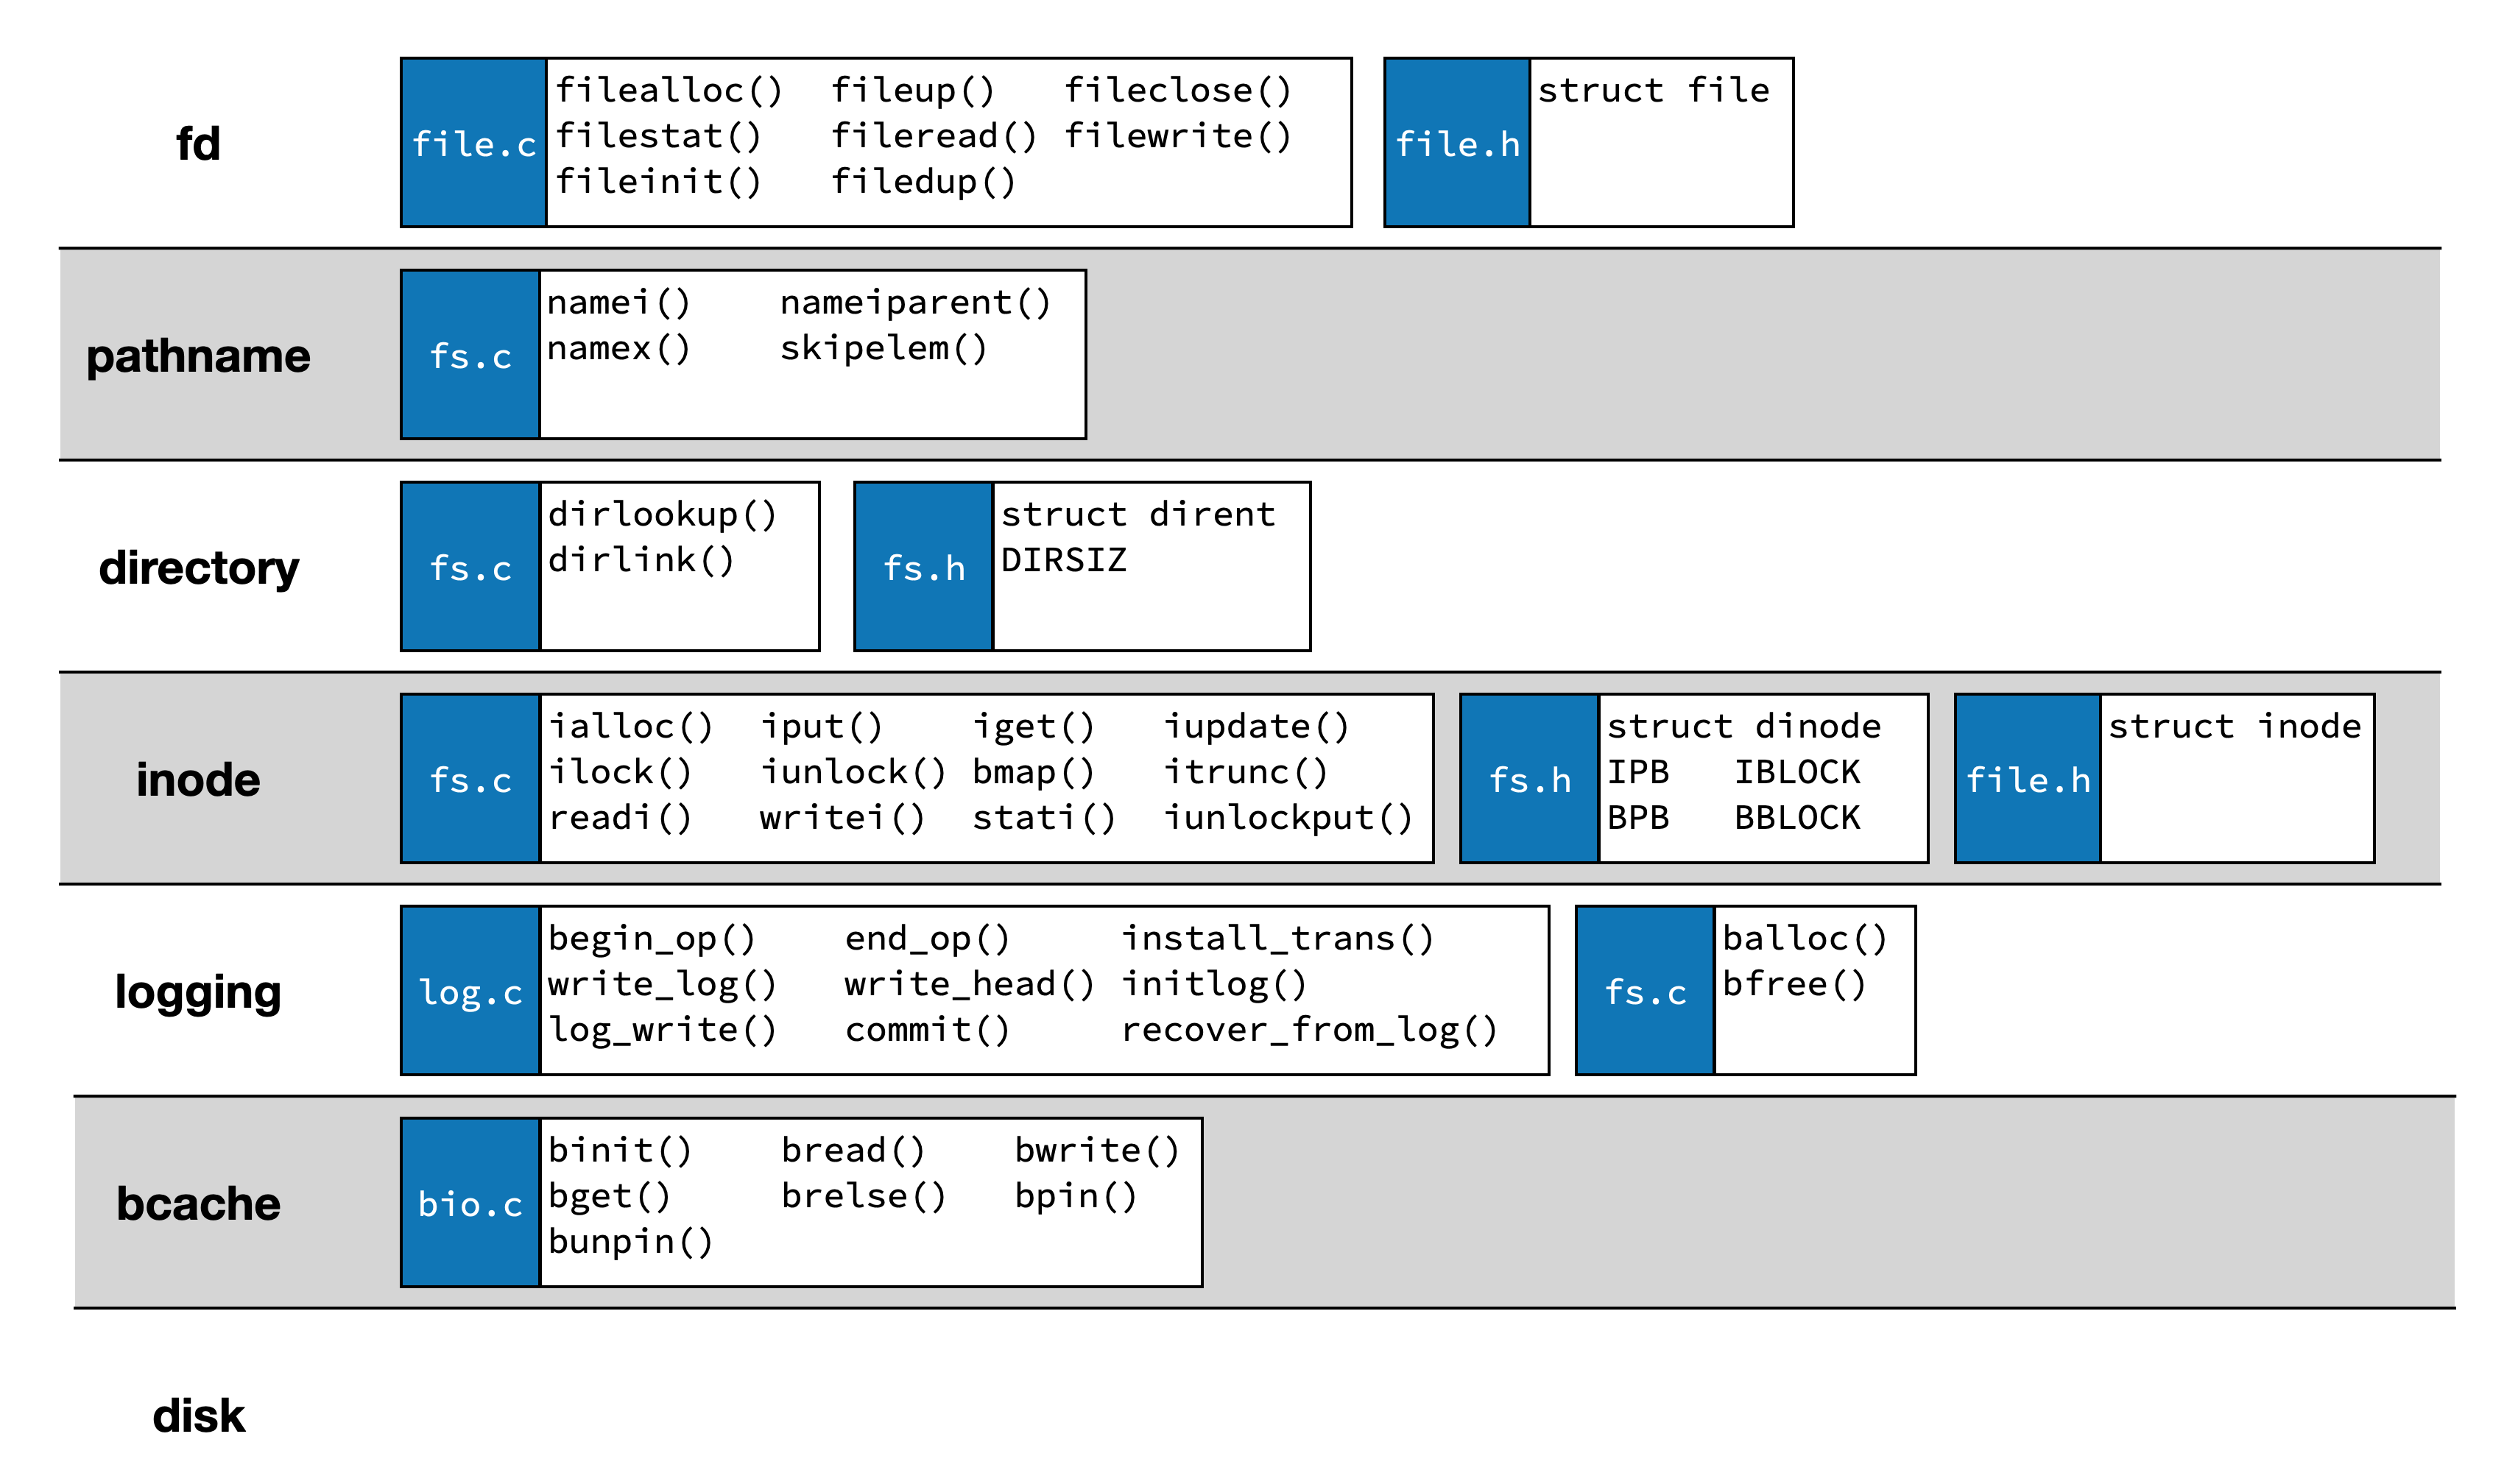 fd
file.c
filealloc() fileup() fileclose()
filestat() fileread() filewrite()
fileinit() filedup()
file.h
struct file
pathname
fs.c
namei() nameiparent()
namex() skipelem()
directory
fs.c
dirlookup()
dirlink()
fs.h
struct dirent
DIRSIZ
inode
fs.c
ialloc() iput() iget() iupdate()
ilock() iunlock() bmap() itrunc()
readi() writei() stati() iunlockput()
fs.h
struct dinode
IPB IBLOCK
BPB BBLOCK
file.h
struct inode
logging
log.c
begin_op() end_op() install_trans()
write_log() write_head() initlog()
log_write() commit() recover_from_log()
fs.c
balloc()
bfree()
bcache
bio.c
binit() bread() bwrite()
bget() brelse() bpin()
bunpin()
disk